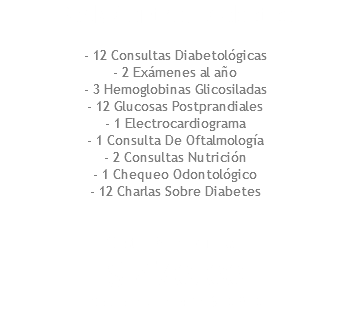 - 12 Consultas Diabetológicas
- 2 Exámenes al año
- 3 Hemoglobinas Glicosiladas
- 12 Glucosas Postprandiales
- 1 Electrocardiograma
- 1 Consulta De Oftalmología
- 2 Consultas Nutrición
- 1 Chequeo Odontológico
- 12 Charlas Sobre Diabetes